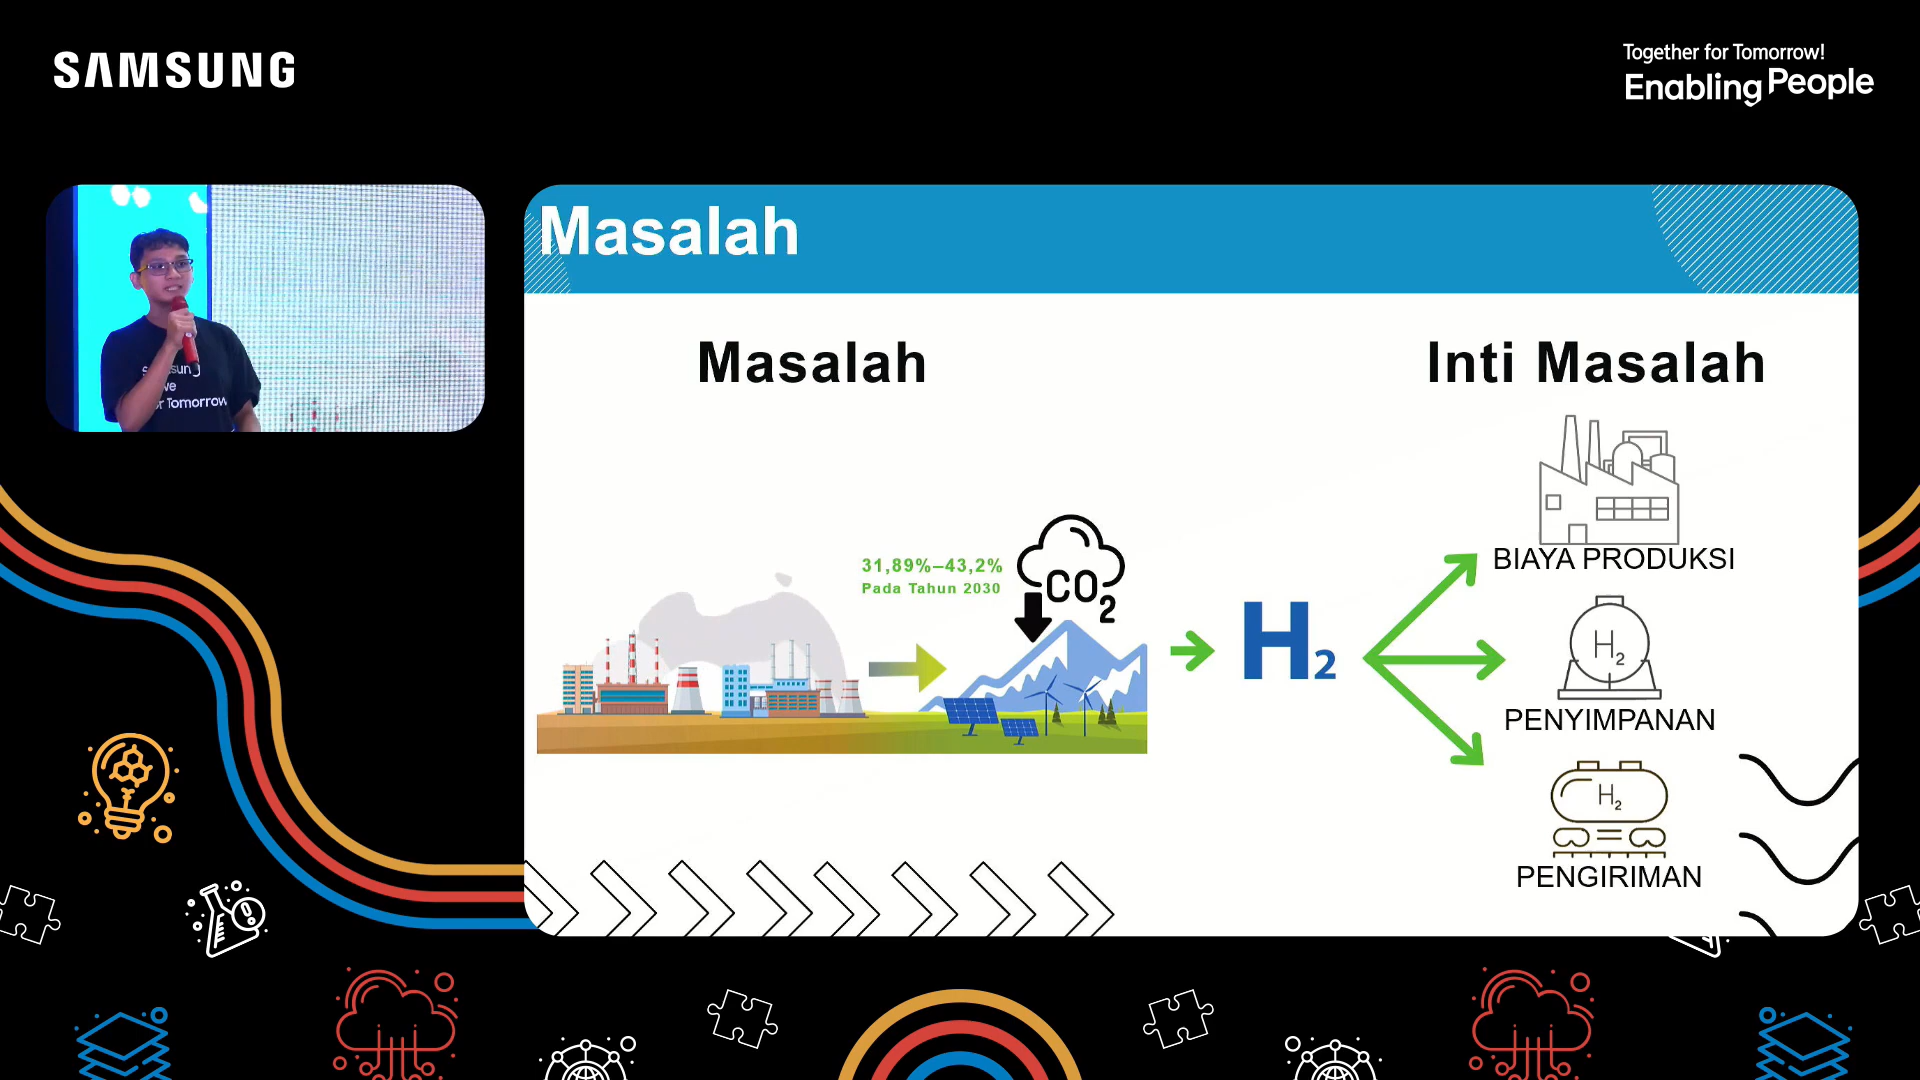 SAMSUNG
Together for Tomorrow!
Enabling People
Masalah
Masalah
Inti Masalah
31,89%–43,2%
Pada Tahun 2030
CO2
H2
BIAYA PRODUKSI
H2
PENYIMPANAN
H2
PENGIRIMAN
Tomorrow